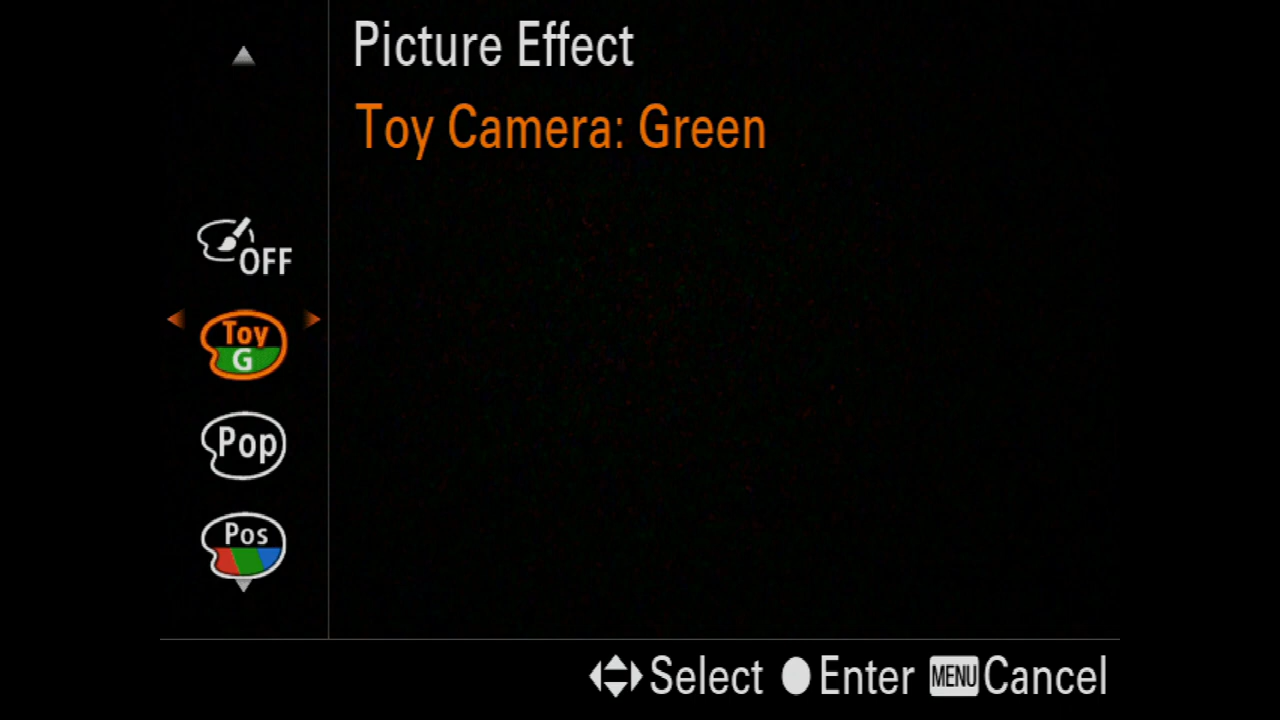 Picture Effect
Toy Camera: Green
OFF
Toy
G
Pop
Pos
Select Enter MENU Cancel